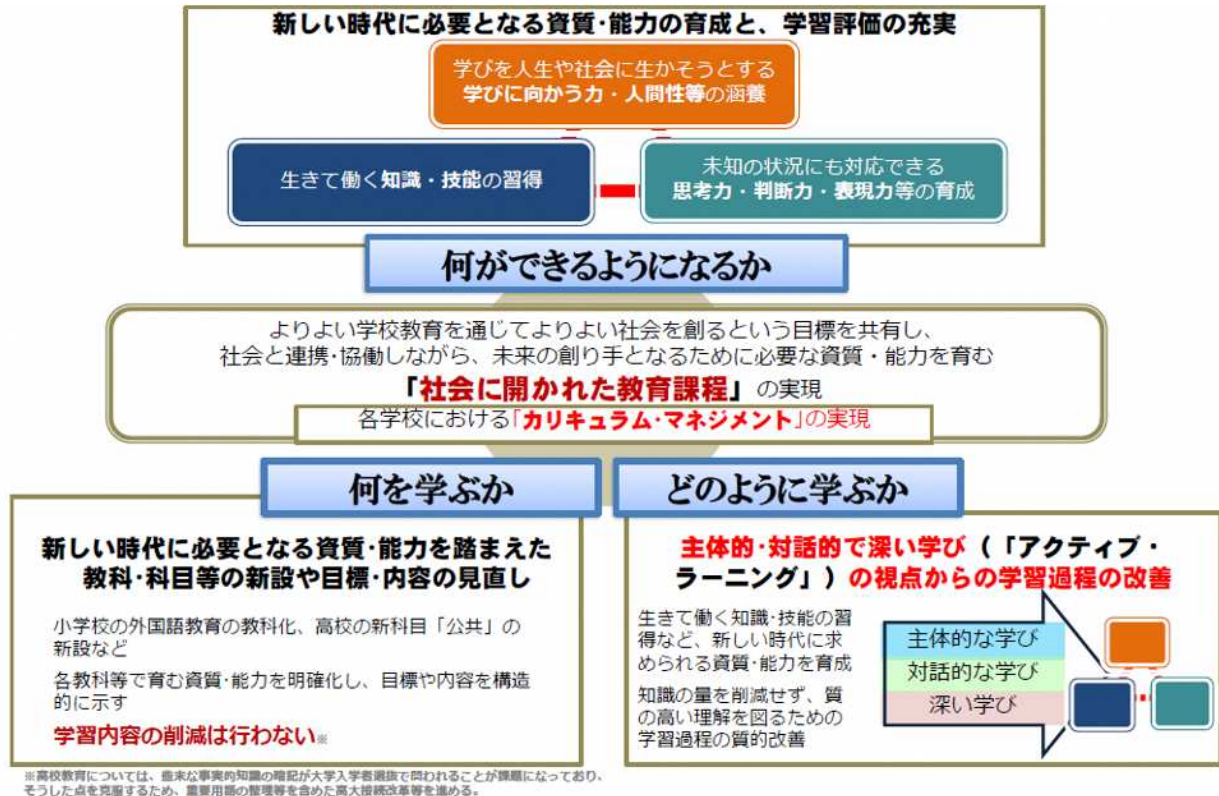 新しい時代に必要となる資質･能力の育成と、学習評価の充実
学びを人生や社会に生かそうとする
学びに向かう力・人間性等の涵養
生きて働く知識・技能の習得
未知の状況にも対応できる
思考力・判断力・表現力等の育成
何ができるようになるか
よりよい学校教育を通じてよりよい社会を創るという目標を共有し、
社会と連携･協働しながら、未来の創り手となるために必要な資質・能力を育む
「社会に開かれた教育課程」の実現
各学校における「カリキュラム･マネジメント」の実現
何を学ぶか
新しい時代に必要となる資質･能力を踏まえた
教科･科目等の新設や目標･内容の見直し
小学校の外国語教育の教科化、高校の新科目「公共」の
新設など
各教科等で育む資質･能力を明確化し、目標や内容を構造
的に示す
学習内容の削減は行わない※
どのように学ぶか
主体的･対話的で深い学び（「アクティブ・
ラーニング」）の視点からの学習過程の改善
生きて働く知識･技能の習
得など、新しい時代に求
められる資質･能力を育成
知識の量を削減せず、質
の高い理解を図るための
学習過程の質的改善
主体的な学び
対話的な学び
深い学び
※高校教育については、些末な事実的知識の暗記が大学入学者選抜で問われることが課題になっており、
そうした点を克服するため、重要用語の整理等を含めた高大接続改革等を進める。